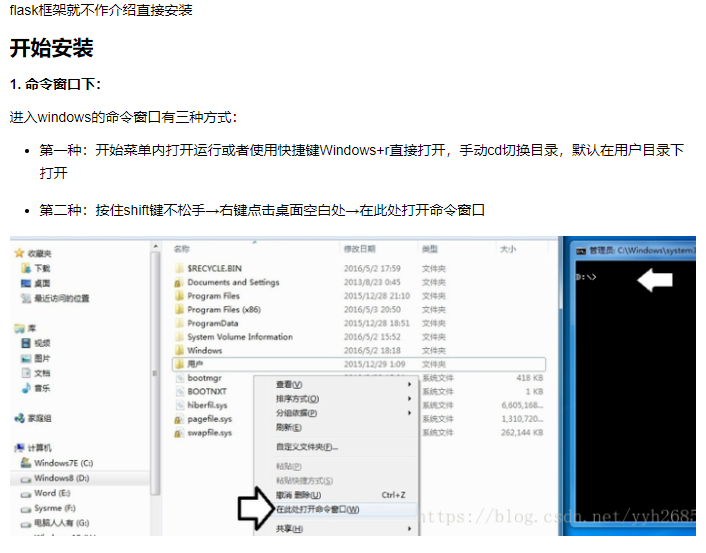 flask框架就不作介绍直接安装
开始安装
1. 命令窗口下：
进入windows的命令窗口有三种方式：
第一种：开始菜单内打开运行或者使用快捷键Windows+r直接打开，手动cd切换目录，默认在用户目录下
打开
第二种：按住shift键不松手→右键点击桌面空白处→在此处打开命令窗口
收藏夹
下载
桌面
最近访问的位置
库
视频
图片
文档
音乐
家庭组
计算机
Windows7E (C:)
Windows8 (D:)
Word (E:)
Sysrme (F:)
电脑人人有 (G:)
名称 修改日期 类型 大小
$RECYCLE.BIN 2016/5/2 17:59 文件夹
Documents and Settings 2013/8/23 0:45 文件夹
Program Files 2015/12/28 21:10 文件夹
Program Files (x86) 2016/5/3 20:50 文件夹
ProgramData 2015/12/28 18:51 文件夹
System Volume Information 2016/5/2 15:52 文件夹
Windows 2016/5/2 18:18 文件夹
用户 2015/12/29 1:09 文件夹
bootmgr 系统文件 418 KB
BOOTNXT 系统文件 1 KB
hiberfil.sys 系统文件 6,605,168...
pagefile.sys 系统文件 1,310,720...
swapfile.sys 系统文件 262,144 KB
查看(V)
排序方式(O)
分组依据(P)
刷新(E)
自定义文件夹(F)...
粘贴(P)
粘贴快捷方式(S)
撤消 删除(U) Ctrl+Z
在此处打开命令窗口(W)
共享(H)
管理员: C:\Windows\system3
D:\>
https://blog.csdn.net/yyh2685